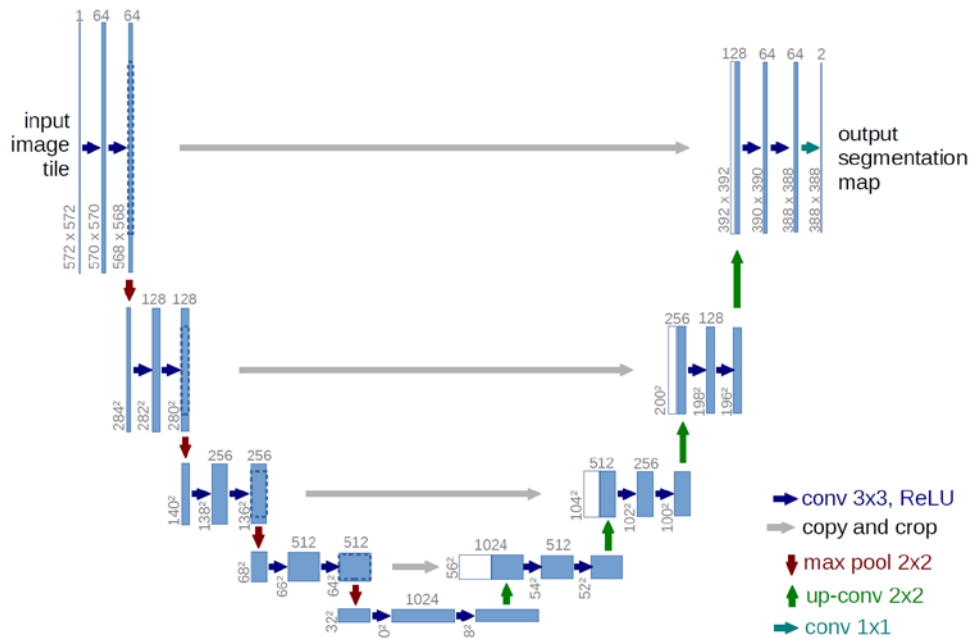 1 64 64
input
image
tile
572 x 572
570 x 570
568 x 568
128 64 64 2
output
segmentation
map
392 x 392
390 x 390
388 x 388
388 x 388
128 128
284²
282²
280²
256 128
200²
198²
196²
256 256
140²
138²
136²
512 256
104²
102²
100²
512 512
68²
66²
64²
1024 512
56²
54²
52²
1024
32²
0²
8²
conv 3x3, ReLU
copy and crop
max pool 2x2
up-conv 2x2
conv 1x1